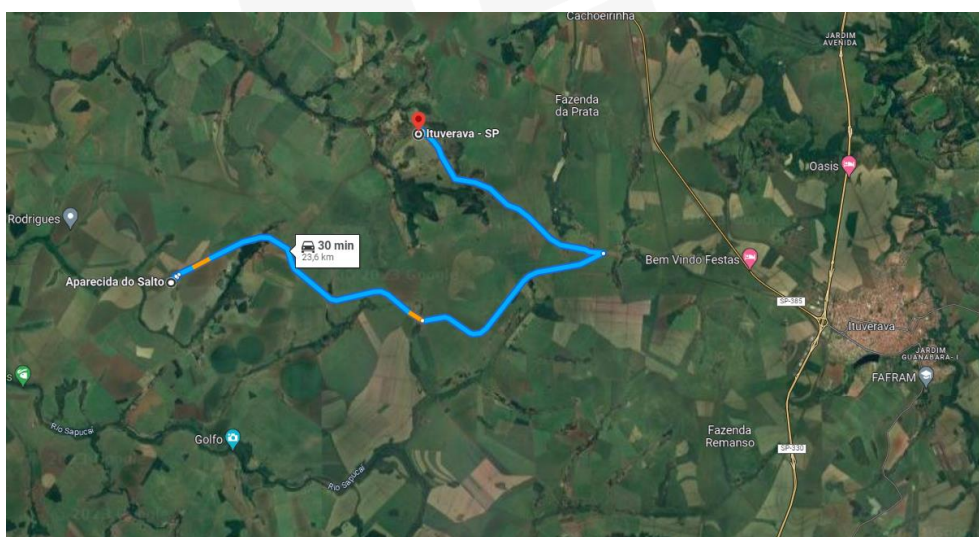 Cachoeirinha
JARDIM
AVENIDA
Fazenda
da Prata
Ituverava - SP
Oasis
Rodrigues
30 min
23,6 km
Bem Vindo Festas
Aparecida do Salto
SP-385
Ituverava
JARDIM
GUANABARA- I
FAFRAM
Rio Sapucaí
Golfo
Fazenda
Remanso
SP-330
Rio Sapucaí